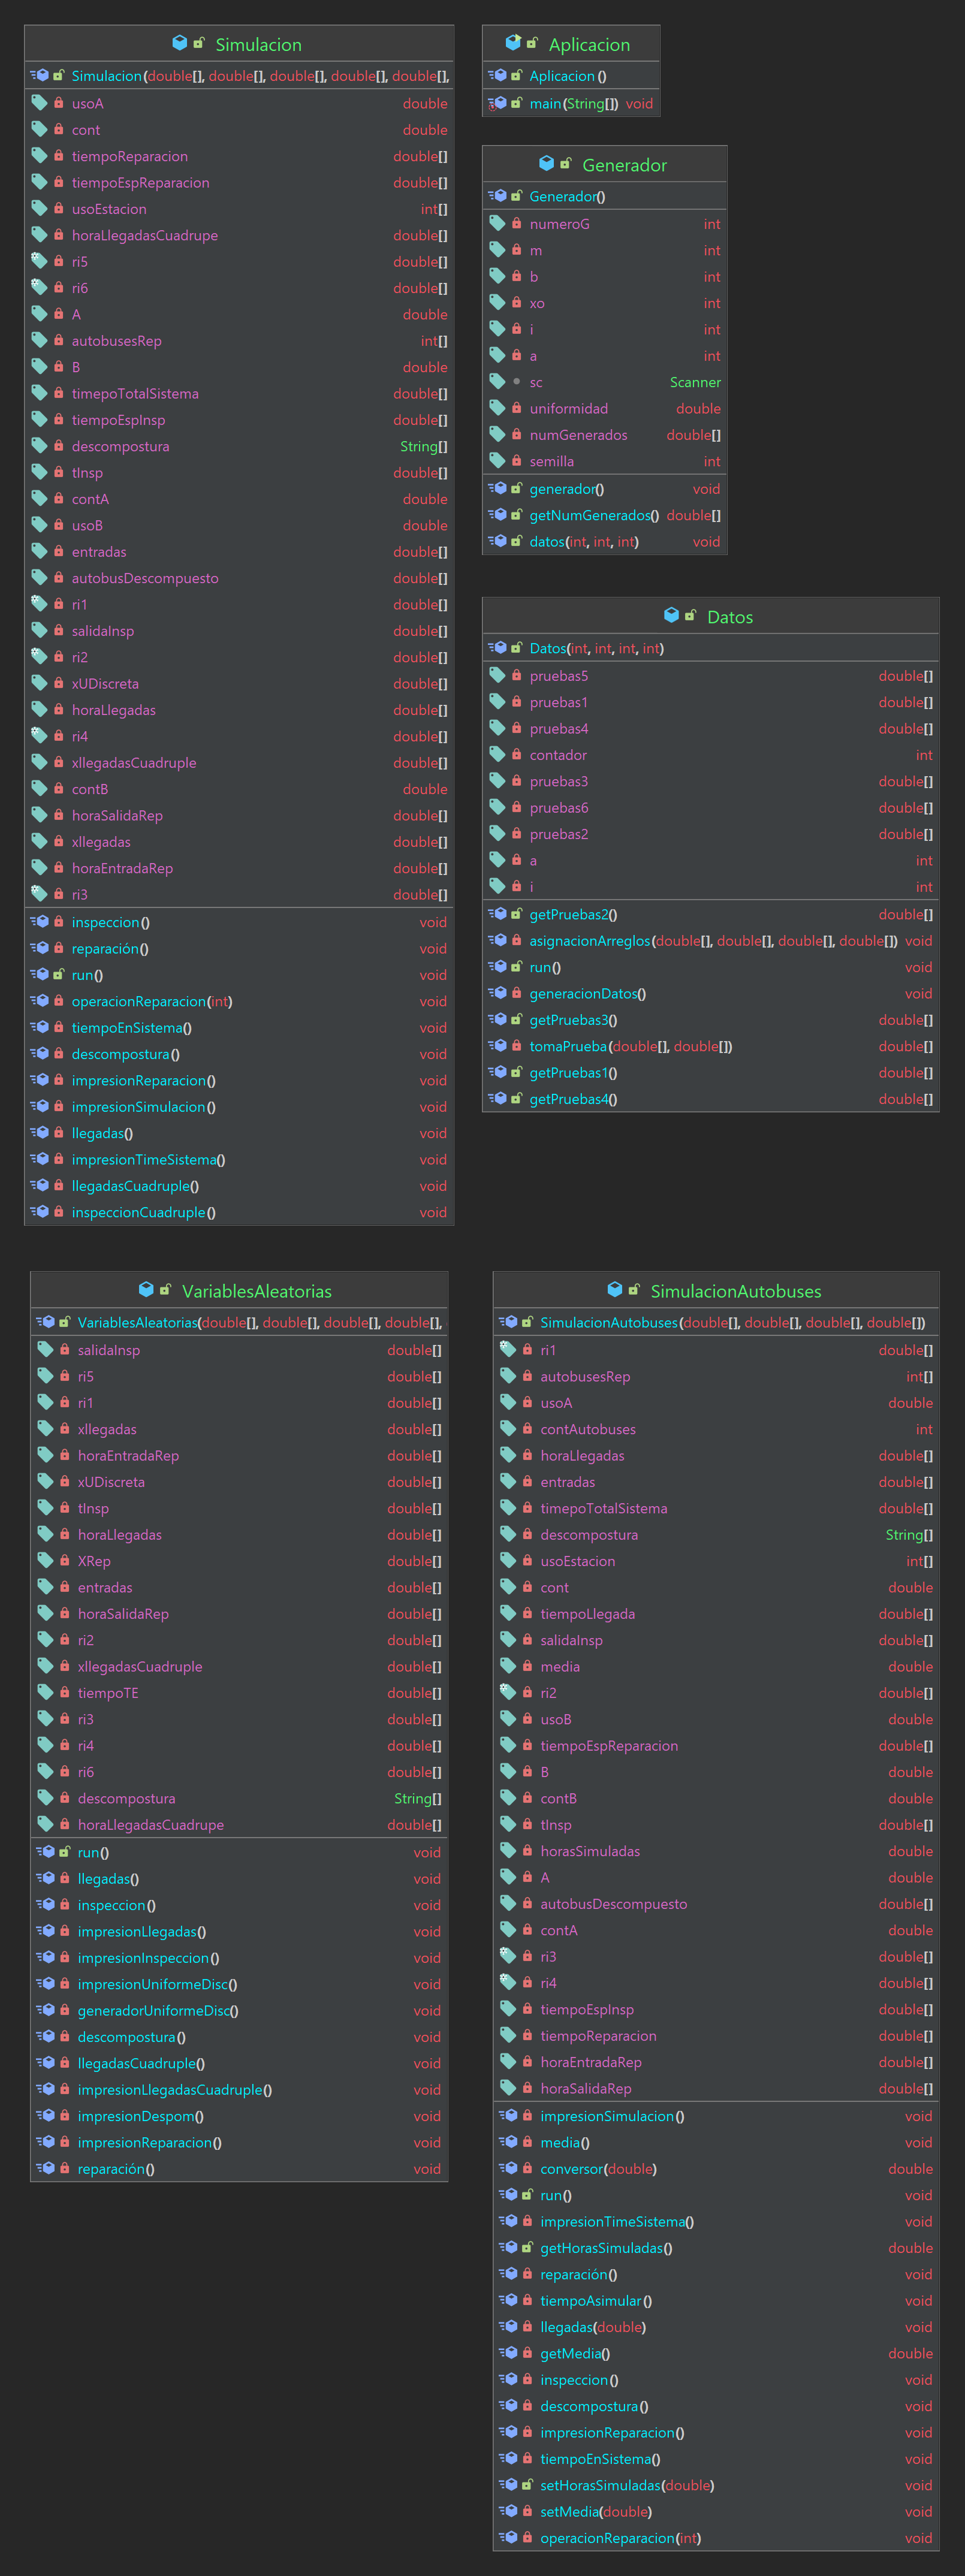 Simulacion
Simulacion(double[], double[], double[], double[], double[],
usoA double
cont double
tiempoReparacion double[]
tiempoEspReparacion double[]
usoEstacion int[]
horaLlegadasCuadrupe double[]
ri5 double[]
ri6 double[]
A double
autobusesRep int[]
B double
timepoTotalSistema double[]
tiempoEspInsp double[]
descompostura String[]
tInsp double[]
contA double
usoB double
entradas double[]
autobusDescompuesto double[]
ri1 double[]
salidaInsp double[]
ri2 double[]
xUDiscreta double[]
horaLlegadas double[]
ri4 double[]
xllegadasCuadruple double[]
contB double
horaSalidaRep double[]
xllegadas double[]
horaEntradaRep double[]
ri3 double[]
inspeccion() void
reparación() void
run() void
operacionReparacion(int) void
tiempoEnSistema() void
descompostura() void
impresionReparacion() void
impresionSimulacion() void
llegadas() void
impresionTimeSistema() void
llegadasCuadruple() void
inspeccionCuadruple() void
Aplicacion
Aplicacion()
main(String[]) void
Generador
Generador()
numeroG int
m int
b int
xo int
i int
a int
sc Scanner
uniformidad double
numGenerados double[]
semilla int
generador() void
getNumGenerados() double[]
datos(int, int, int) void
Datos
Datos(int, int, int, int)
pruebas5 double[]
pruebas1 double[]
pruebas4 double[]
contador int
pruebas3 double[]
pruebas6 double[]
pruebas2 double[]
a int
i int
getPruebas2() double[]
asignacionArreglos(double[], double[], double[], double[]) void
run() void
generacionDatos() void
getPruebas3() double[]
tomaPrueba(double[], double[]) double[]
getPruebas1() double[]
getPruebas4() double[]
VariablesAleatorias
VariablesAleatorias(double[], double[], double[], double[],
salidaInsp double[]
ri5 double[]
ri1 double[]
xllegadas double[]
horaEntradaRep double[]
xUDiscreta double[]
tInsp double[]
horaLlegadas double[]
XRep double[]
entradas double[]
horaSalidaRep double[]
ri2 double[]
xllegadasCuadruple double[]
tiempoTE double[]
ri3 double[]
ri4 double[]
ri6 double[]
descompostura String[]
horaLlegadasCuadrupe double[]
run() void
llegadas() void
inspeccion() void
impresionLlegadas() void
impresionInspeccion() void
impresionUniformeDisc() void
generadorUniformeDisc() void
descompostura() void
llegadasCuadruple() void
impresionLlegadasCuadruple() void
impresionDespom() void
impresionReparacion() void
reparación() void
SimulacionAutobuses
SimulacionAutobuses(double[], double[], double[], double[])
ri1 double[]
autobusesRep int[]
usoA double
contAutobuses int
horaLlegadas double[]
entradas double[]
timepoTotalSistema double[]
descompostura String[]
usoEstacion int[]
cont double
tiempoLlegada double[]
salidaInsp double[]
media double
ri2 double[]
usoB double
tiempoEspReparacion double[]
B double
contB double
tInsp double[]
horasSimuladas double
A double
autobusDescompuesto double[]
contA double
ri3 double[]
ri4 double[]
tiempoEspInsp double[]
tiempoReparacion double[]
horaEntradaRep double[]
horaSalidaRep double[]
impresionSimulacion() void
media() void
conversor(double) double
run() void
impresionTimeSistema() void
getHorasSimuladas() double
reparación() void
tiempoAsimular() void
llegadas(double) void
getMedia() double
inspeccion() void
descompostura() void
impresionReparacion() void
tiempoEnSistema() void
setHorasSimuladas(double) void
setMedia(double) void
operacionReparacion(int) void